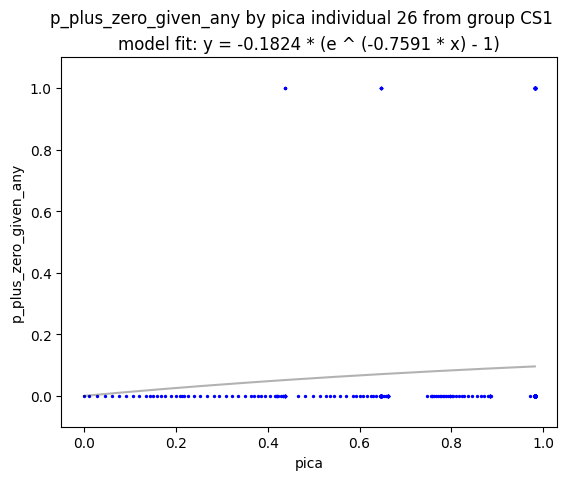 p_plus_zero_given_any by pica individual 26 from group CS1
model fit: y = -0.1824 * (e ^ (-0.7591 * x) - 1)
1.0
0.8
0.6
0.4
0.2
0.0
p_plus_zero_given_any
0.0 0.2 0.4 0.6 0.8 1.0
pica